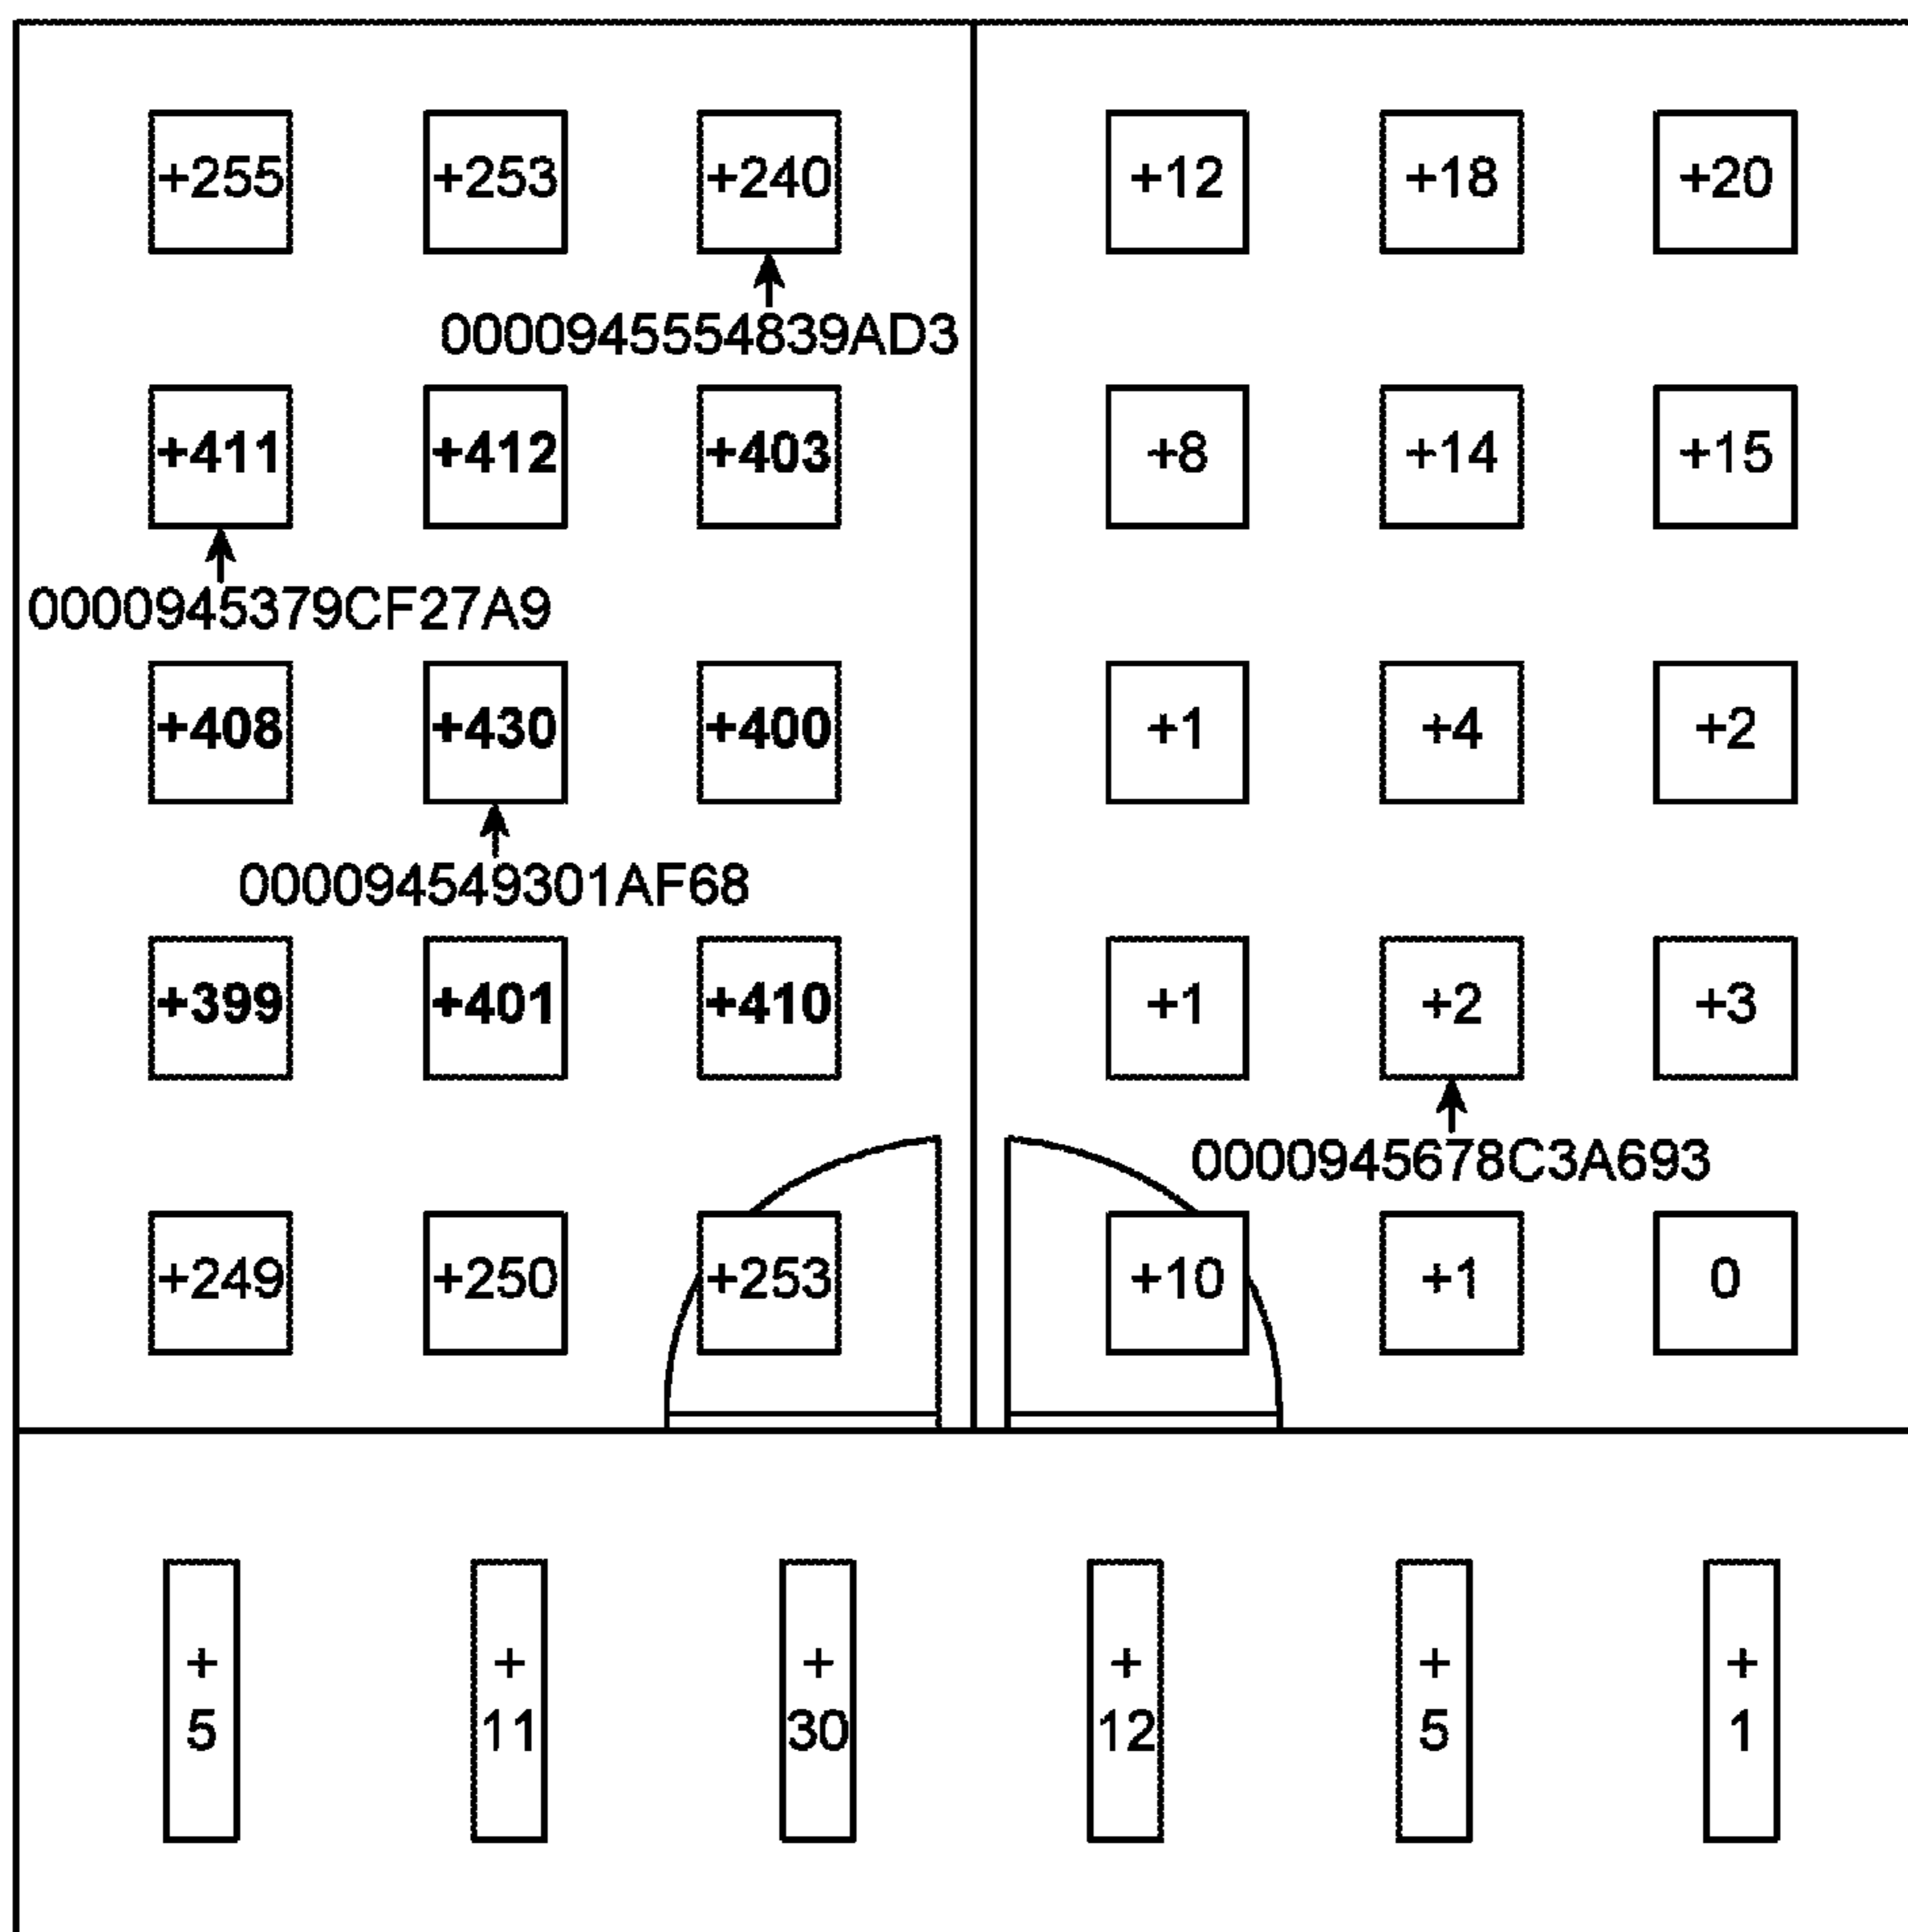 +255 +253 +240 +12 +18 +20
0000945554839AD3
+411 +412 +403 +8 +14 +15
0000945379CF27A9
+408 +430 +400 +1 +4 +2
000094549301AF68
+399 +401 +410 +1 +2 +3
0000945678C3A693
+249 +250 +253 +10 +1 0
+ + + + + +
5 11 30 12 5 1